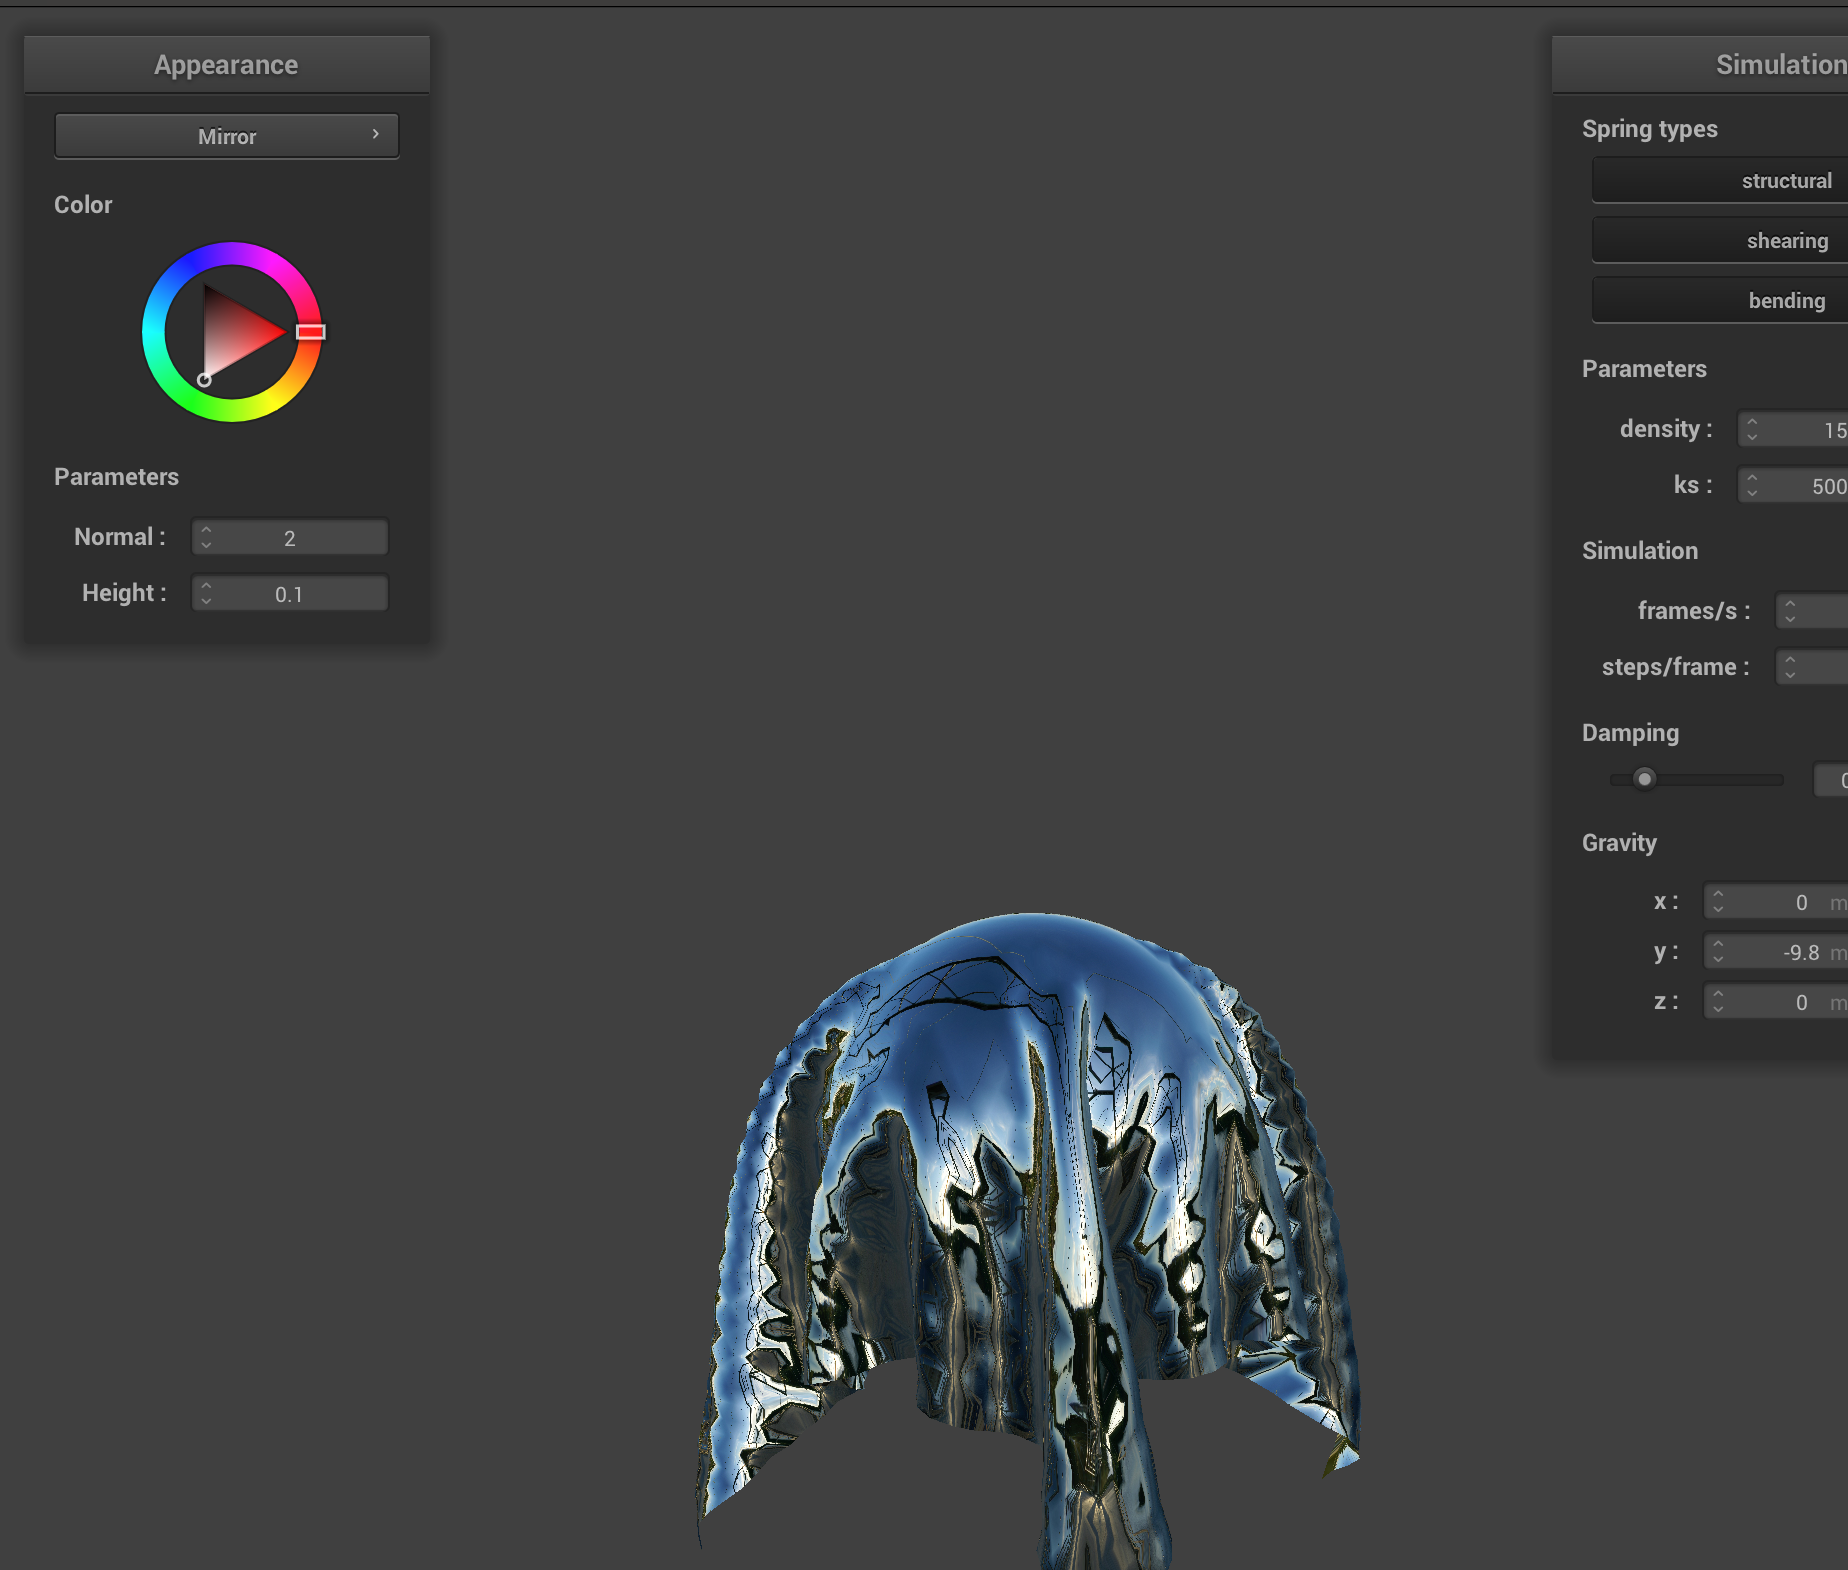 Appearance
Mirror
Color
Parameters
Normal :
2
Height :
0.1
Simulation
Spring types
structural
shearing
bending
Parameters
density :
15
ks :
500
Simulation
frames/s :
steps/frame :
Damping
Gravity
x :
0 m
y :
-9.8 m
z :
0 m